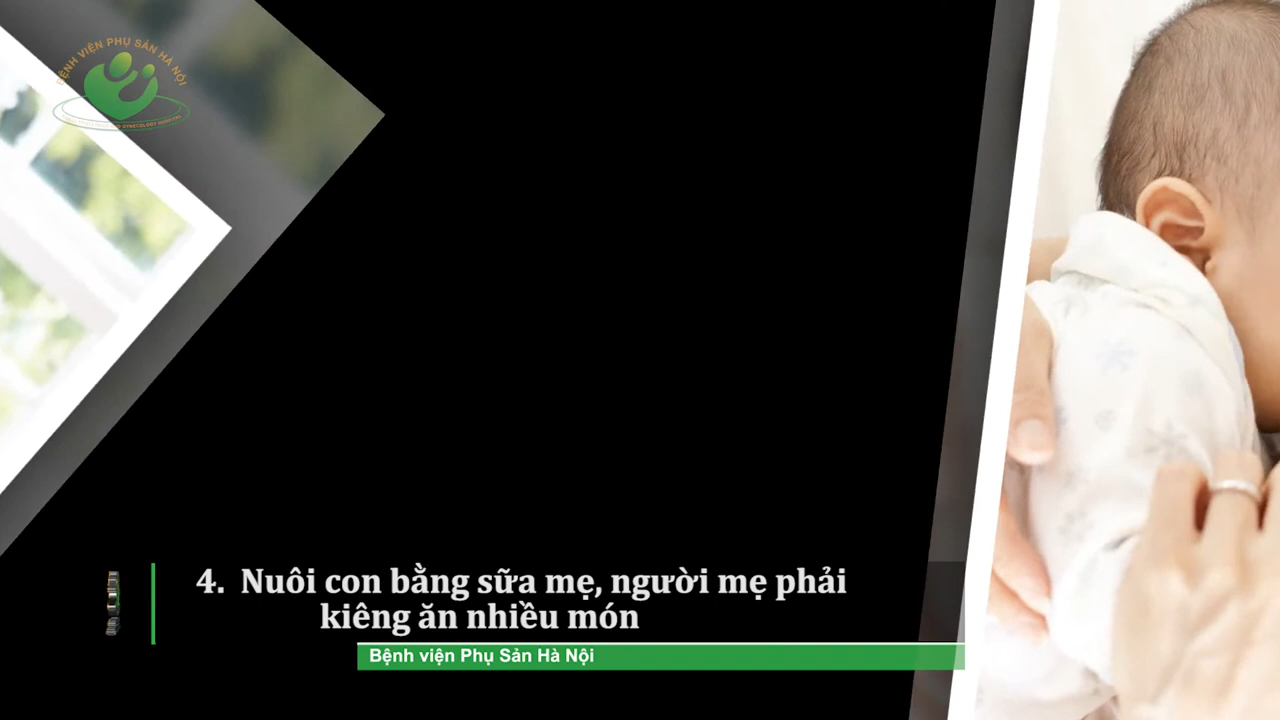 BỆNH VIỆN PHỤ SẢN HÀ NỘI
4. Nuôi con bằng sữa mẹ, người mẹ phải
kiêng ăn nhiều món
Bệnh viện Phụ Sản Hà Nội